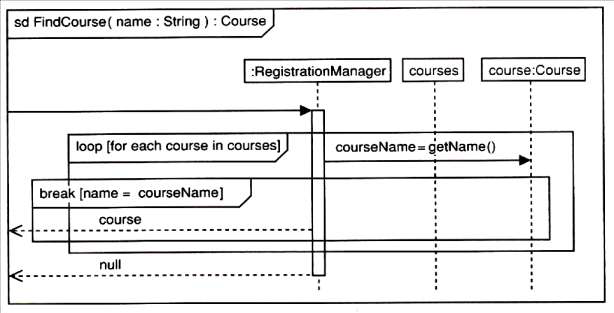 sd FindCourse( name : String ) : Course
:RegistrationManager
courses
course:Course
loop [for each course in courses]
courseName=getName()
break [name = courseName]
course
null